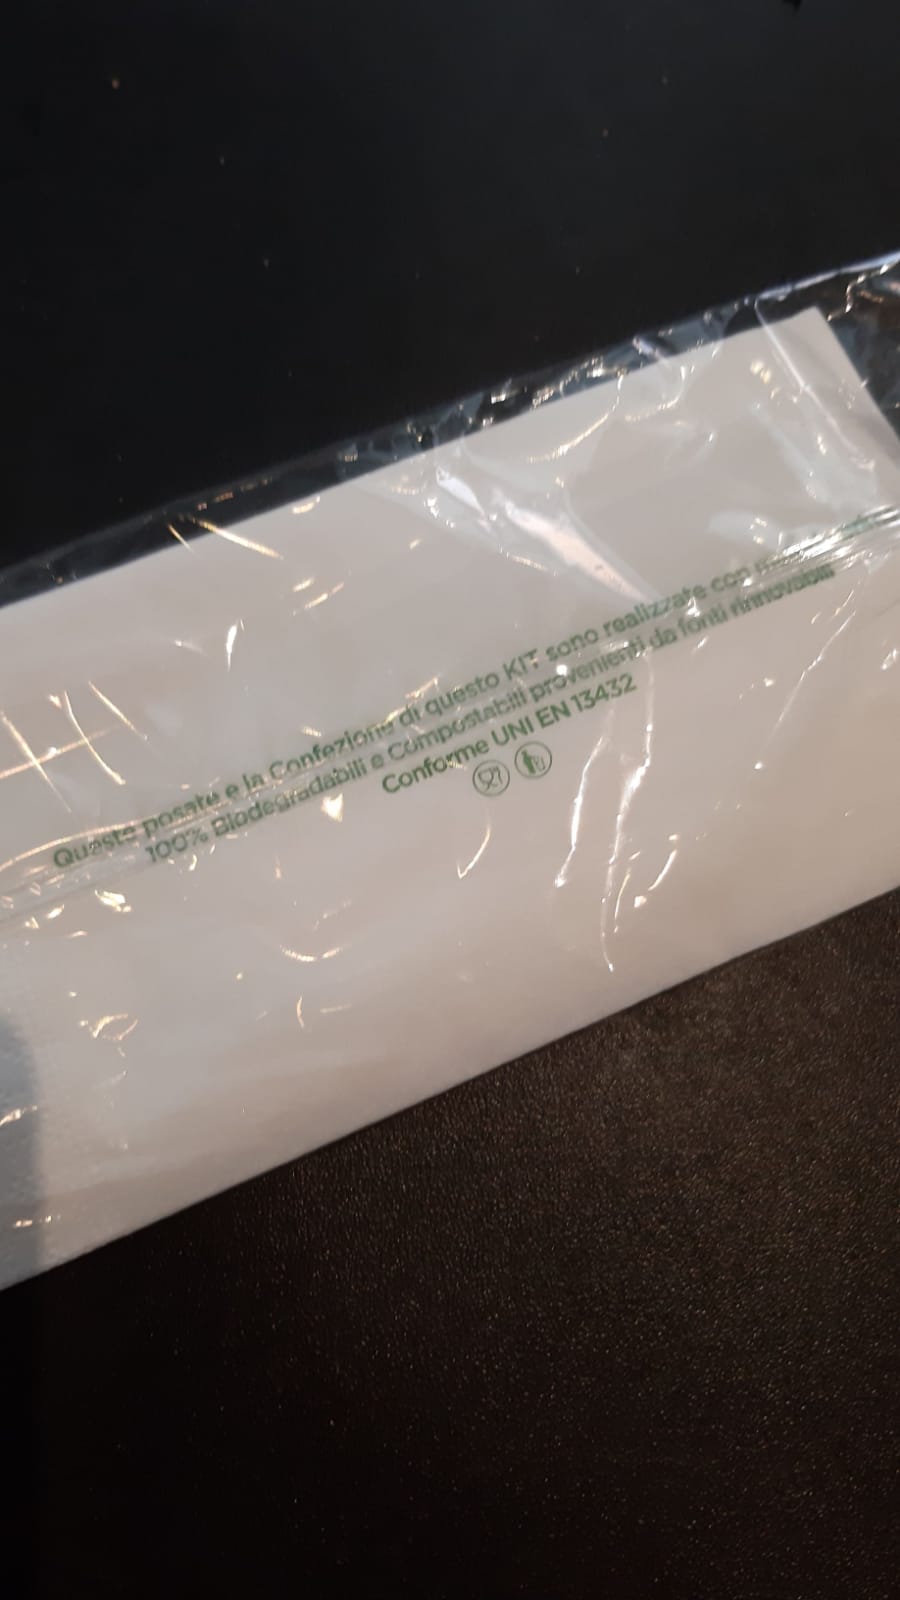 Queste posate e la Confezione di questo KIT sono realizzate con
100% Biodegradabili e Compostabili provenienti da fonti rinnovabili
Conforme UNI EN 13432